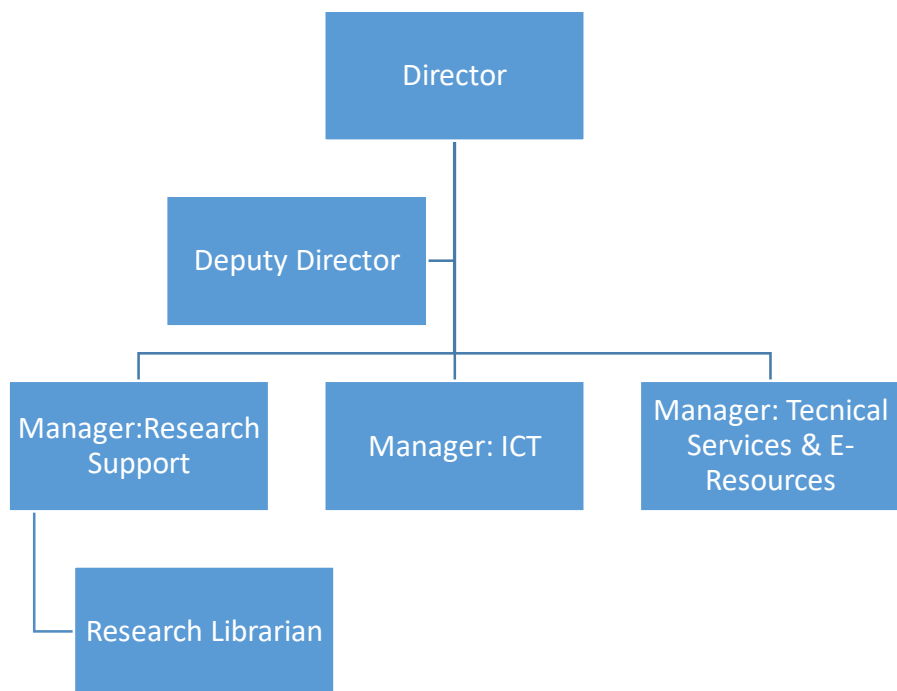 Director
Deputy Director
Manager:Research
Support
Manager: ICT
Manager: Tecnical
Services & E-
Resources
Research Librarian